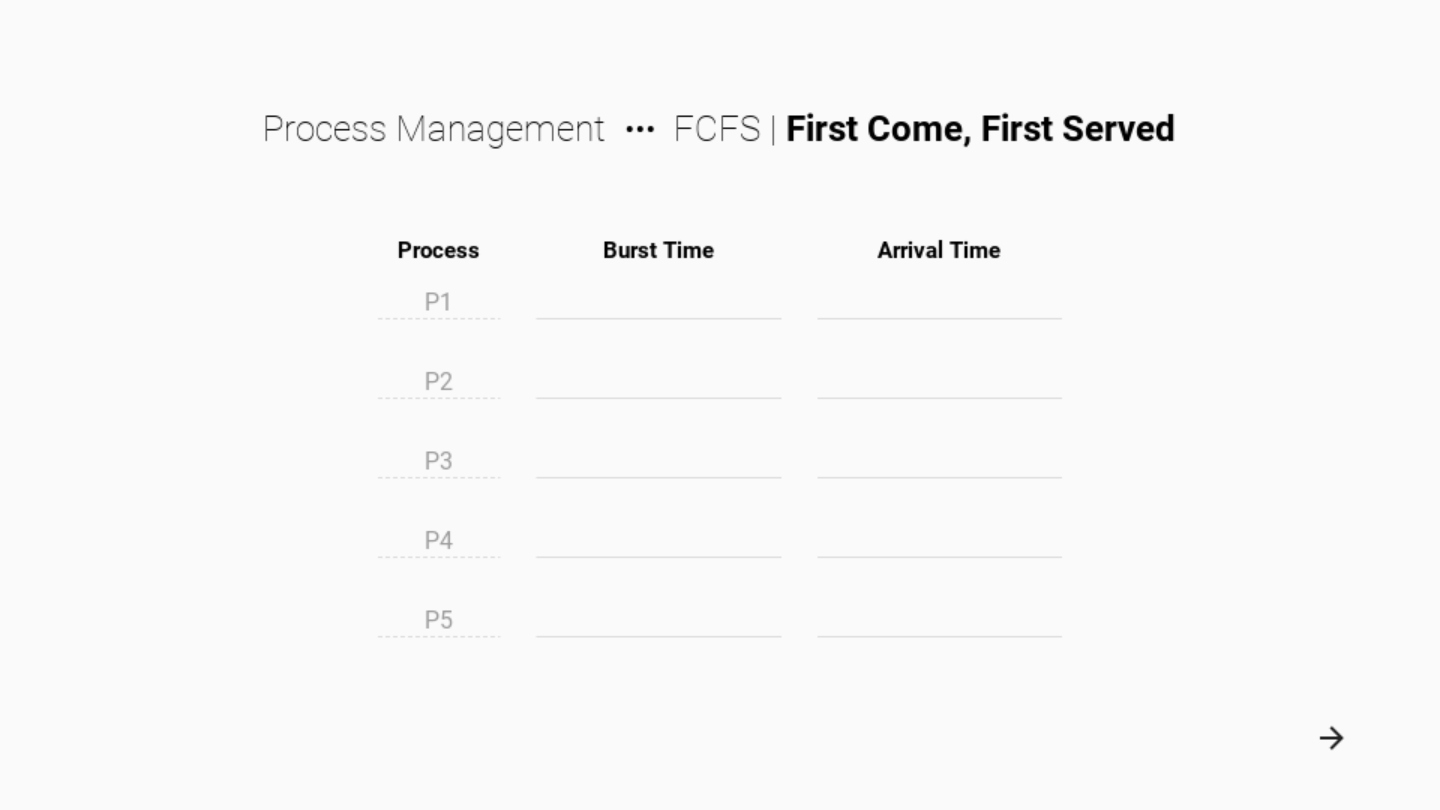 Process Management ••• FCFS | First Come, First Served
Process Burst Time Arrival Time
P1
P2
P3
P4
P5